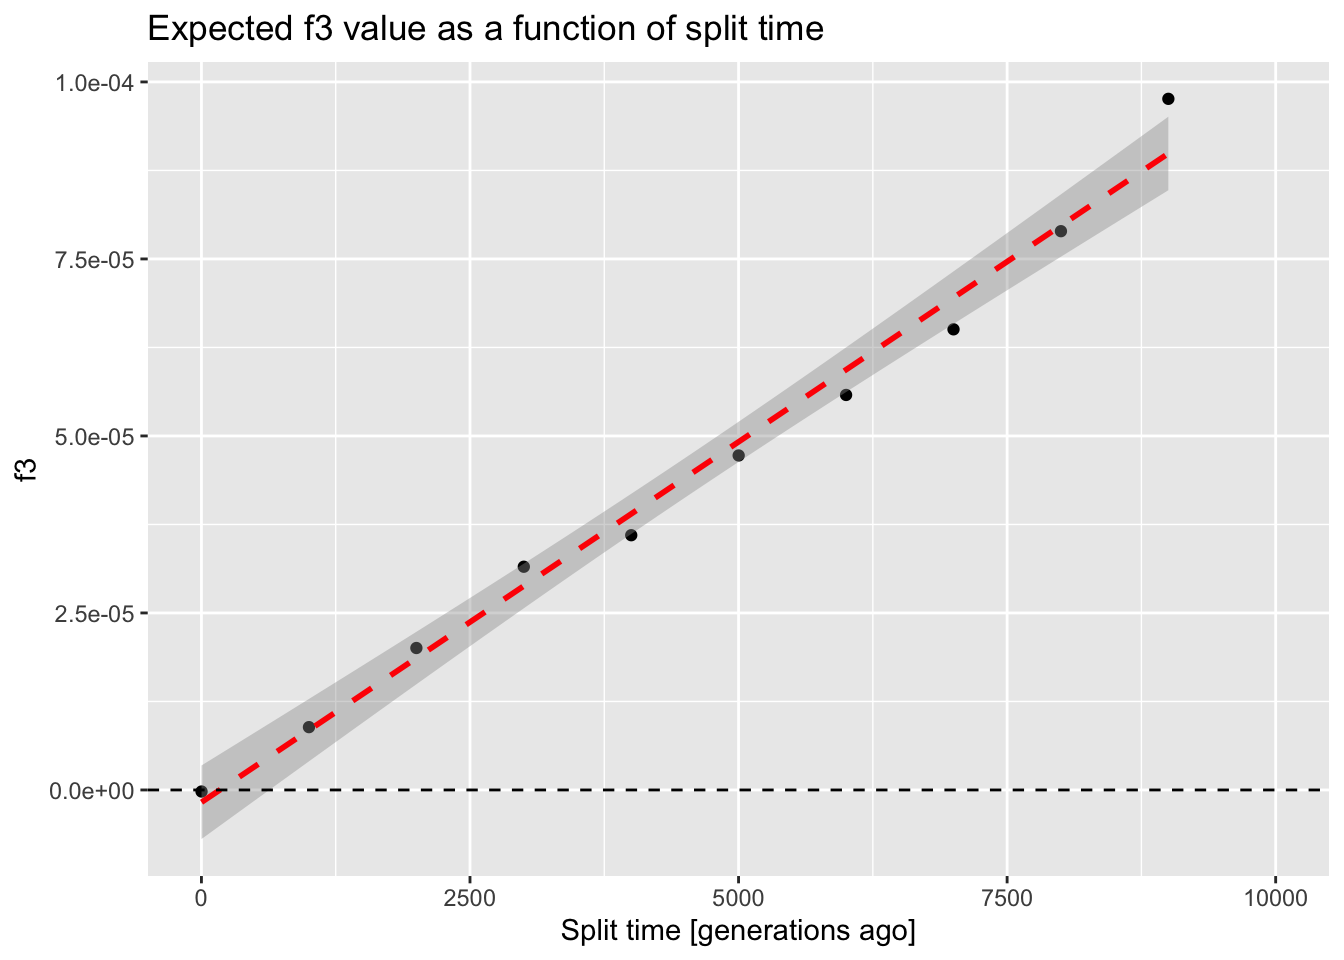 Expected f3 value as a function of split time
1.0e-04
7.5e-05
5.0e-05
2.5e-05
0.0e+00
f3
0 2500 5000 7500 10000
Split time [generations ago]